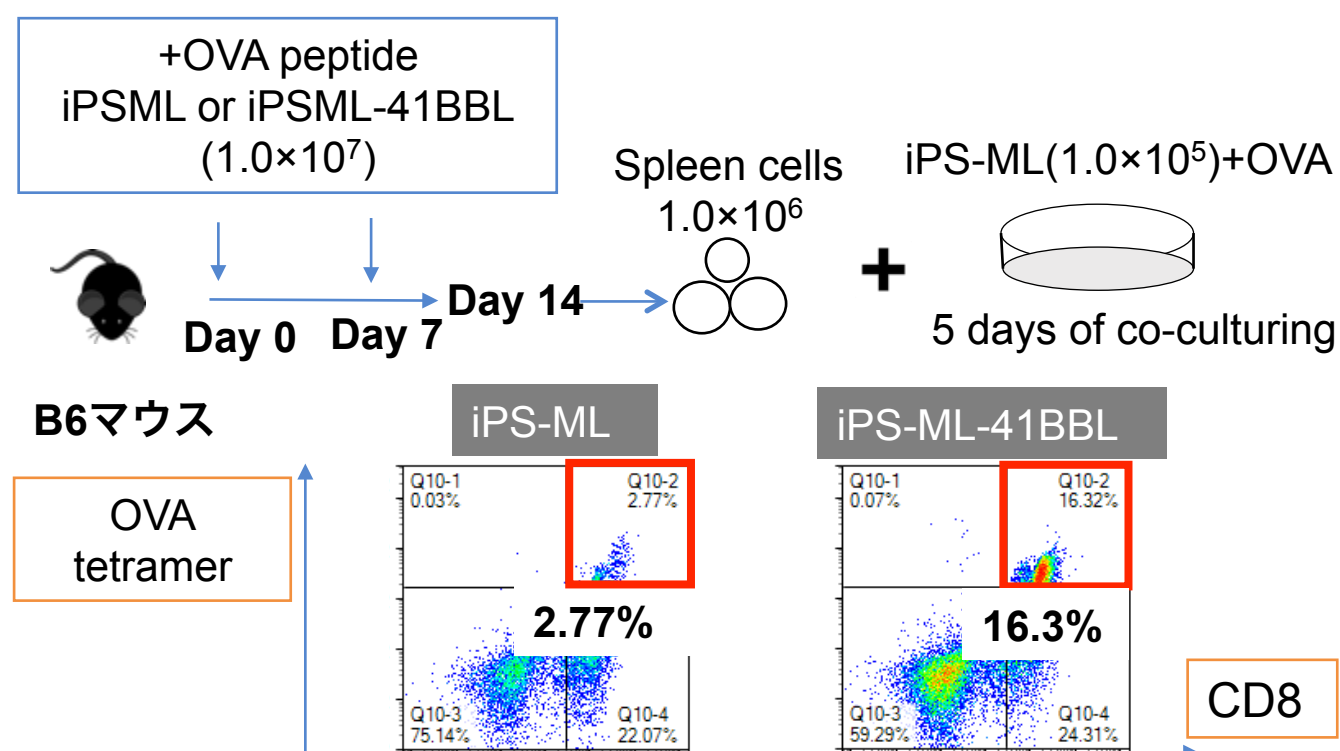 +OVA peptide
iPSML or iPSML-41BBL
(1.0×10⁷)
Spleen cells
1.0×10⁶
iPS-ML(1.0×10⁵)+OVA
+
Day 0
Day 7
Day 14
5 days of co-culturing
B6マウス
iPS-ML
iPS-ML-41BBL
OVA
tetramer
Q10-1
0.03%
Q10-2
2.77%
2.77%
Q10-3
75.14%
Q10-4
22.07%
Q10-1
0.07%
Q10-2
16.32%
16.3%
Q10-3
59.29%
Q10-4
24.31%
CD8